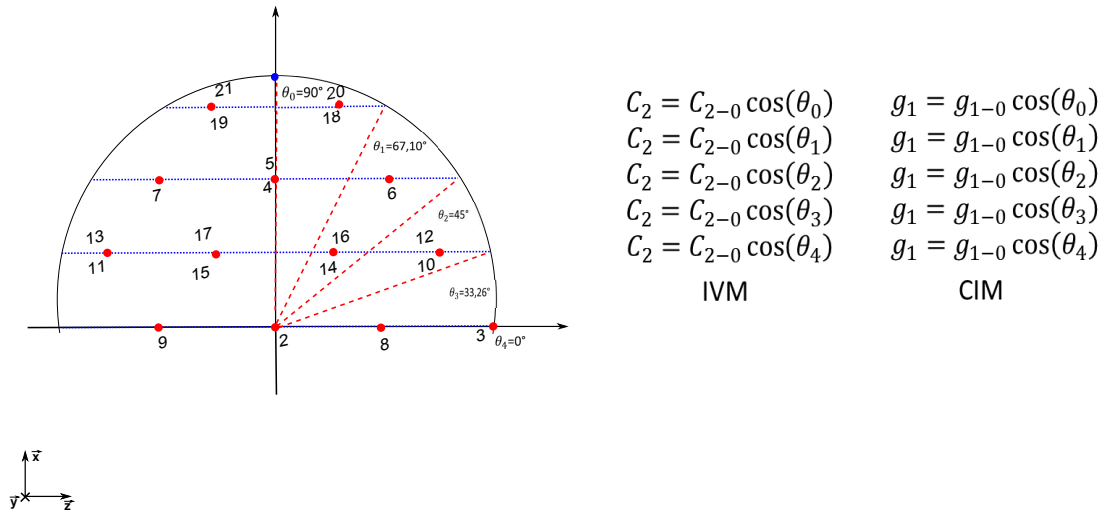 21
θ₀=90°
20
19
18
θ₁=67,10°
5
4
7
6
θ₂=45°
13
17
16
12
11
15
14
10
θ₃=33,26°
9
2
8
3
θ₄=0°
x⃗
y⃗
z⃗
C₂ = C₂₋₀ cos(θ₀)
C₂ = C₂₋₀ cos(θ₁)
C₂ = C₂₋₀ cos(θ₂)
C₂ = C₂₋₀ cos(θ₃)
C₂ = C₂₋₀ cos(θ₄)
IVM
g₁ = g₁₋₀ cos(θ₀)
g₁ = g₁₋₀ cos(θ₁)
g₁ = g₁₋₀ cos(θ₂)
g₁ = g₁₋₀ cos(θ₃)
g₁ = g₁₋₀ cos(θ₄)
CIM